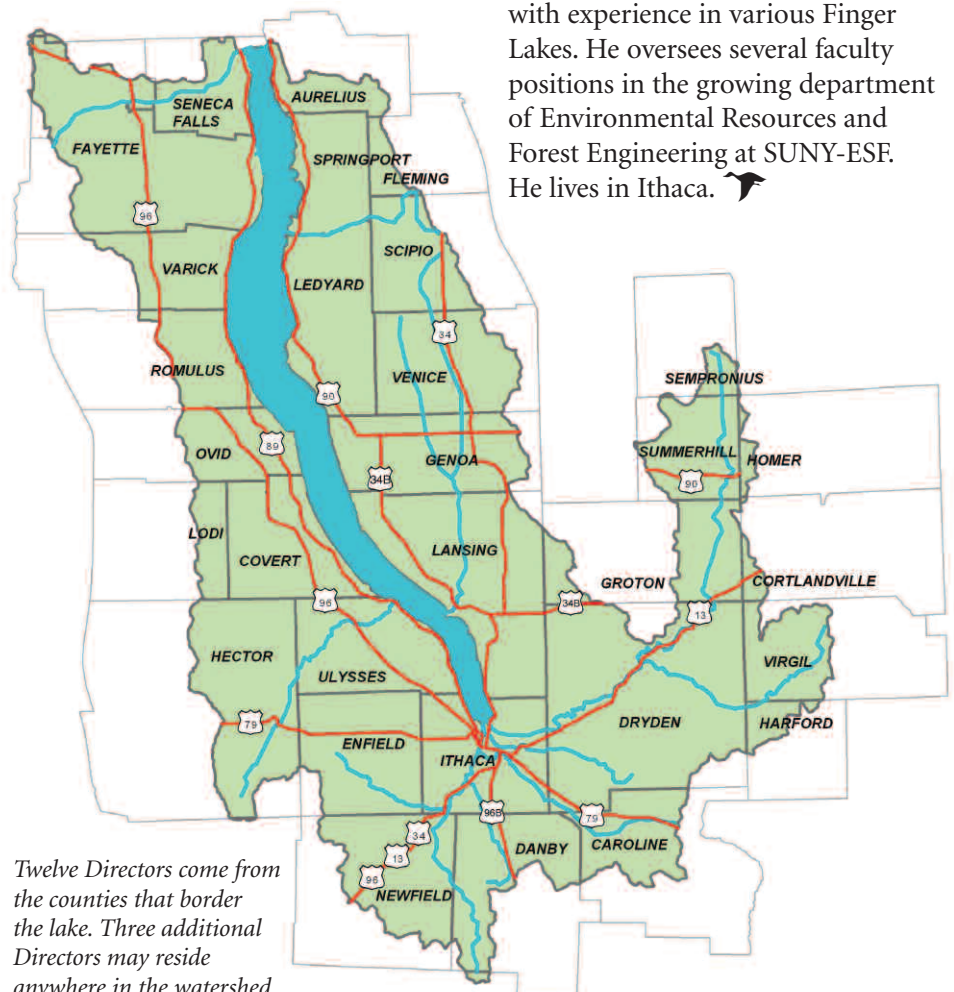 with experience in various Finger
Lakes. He oversees several faculty
positions in the growing department
of Environmental Resources and
Forest Engineering at SUNY-ESF.
He lives in Ithaca.
SENECA
FALLS
AURELIUS
FAYETTE
SPRINGPORT
FLEMING
96
SCIPIO
VARICK
LEDYARD
34
ROMULUS
VENICE
SEMPRONIUS
90
OVID
89
GENOA
SUMMERHILL
HOMER
34B
90
LODI
COVERT
LANSING
GROTON
CORTLANDVILLE
96
34B
13
HECTOR
ULYSSES
VIRGIL
79
ENFIELD
DRYDEN
HARFORD
ITHACA
96B
79
34
DANBY
CAROLINE
13
96
NEWFIELD
Twelve Directors come from
the counties that border
the lake. Three additional
Directors may reside
anywhere in the watershed